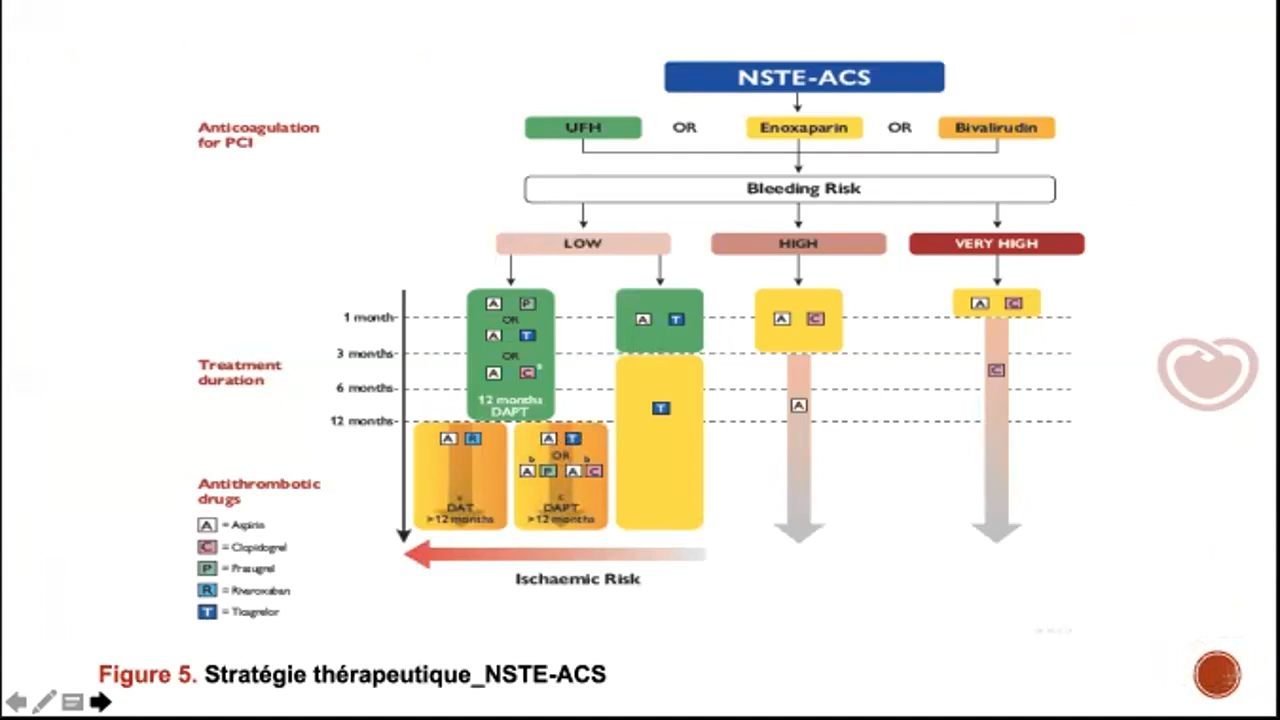 NSTE-ACS
Anticoagulation
for PCI
UFH OR Enoxaparin OR Bivalirudin
Bleeding Risk
LOW HIGH VERY HIGH
Treatment
duration
1 month
3 months
6 months
12 months
A P
OR
A T
OR
A C
12 months
DAPT
A T
T
A C
A
A C
C
A R
DAT
>12 months
A T
OR
b b
A P A C
DAPT
>12 months
Ischaemic Risk
Antithrombotic
drugs
A = Aspirin
C = Clopidogrel
P = Prasugrel
R = Rivaroxaban
T = Ticagrelor
Figure 5. Stratégie thérapeutique_NSTE-ACS